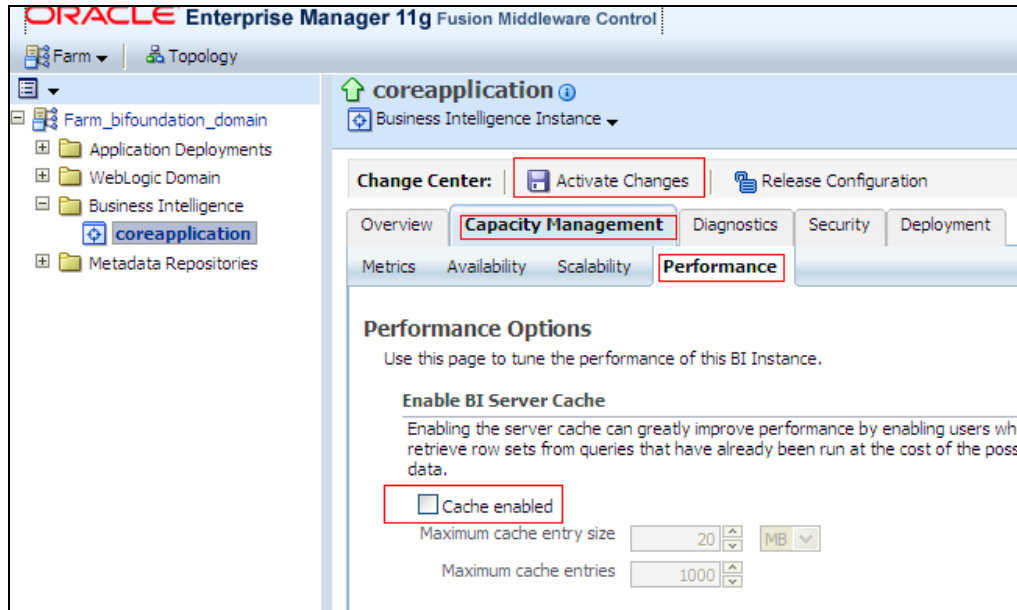 ORACLE Enterprise Manager 11g Fusion Middleware Control
Farm Topology
coreapplication
Business Intelligence Instance
Farm_bifoundation_domain
Application Deployments
WebLogic Domain
Business Intelligence
coreapplication
Metadata Repositories
Change Center: Activate Changes Release Configuration
Overview Capacity Management Diagnostics Security Deployment
Metrics Availability Scalability Performance
Performance Options
Use this page to tune the performance of this BI Instance.
Enable BI Server Cache
Enabling the server cache can greatly improve performance by enabling users wh
retrieve row sets from queries that have already been run at the cost of the poss
data.
Cache enabled
Maximum cache entry size 20 MB
Maximum cache entries 1000